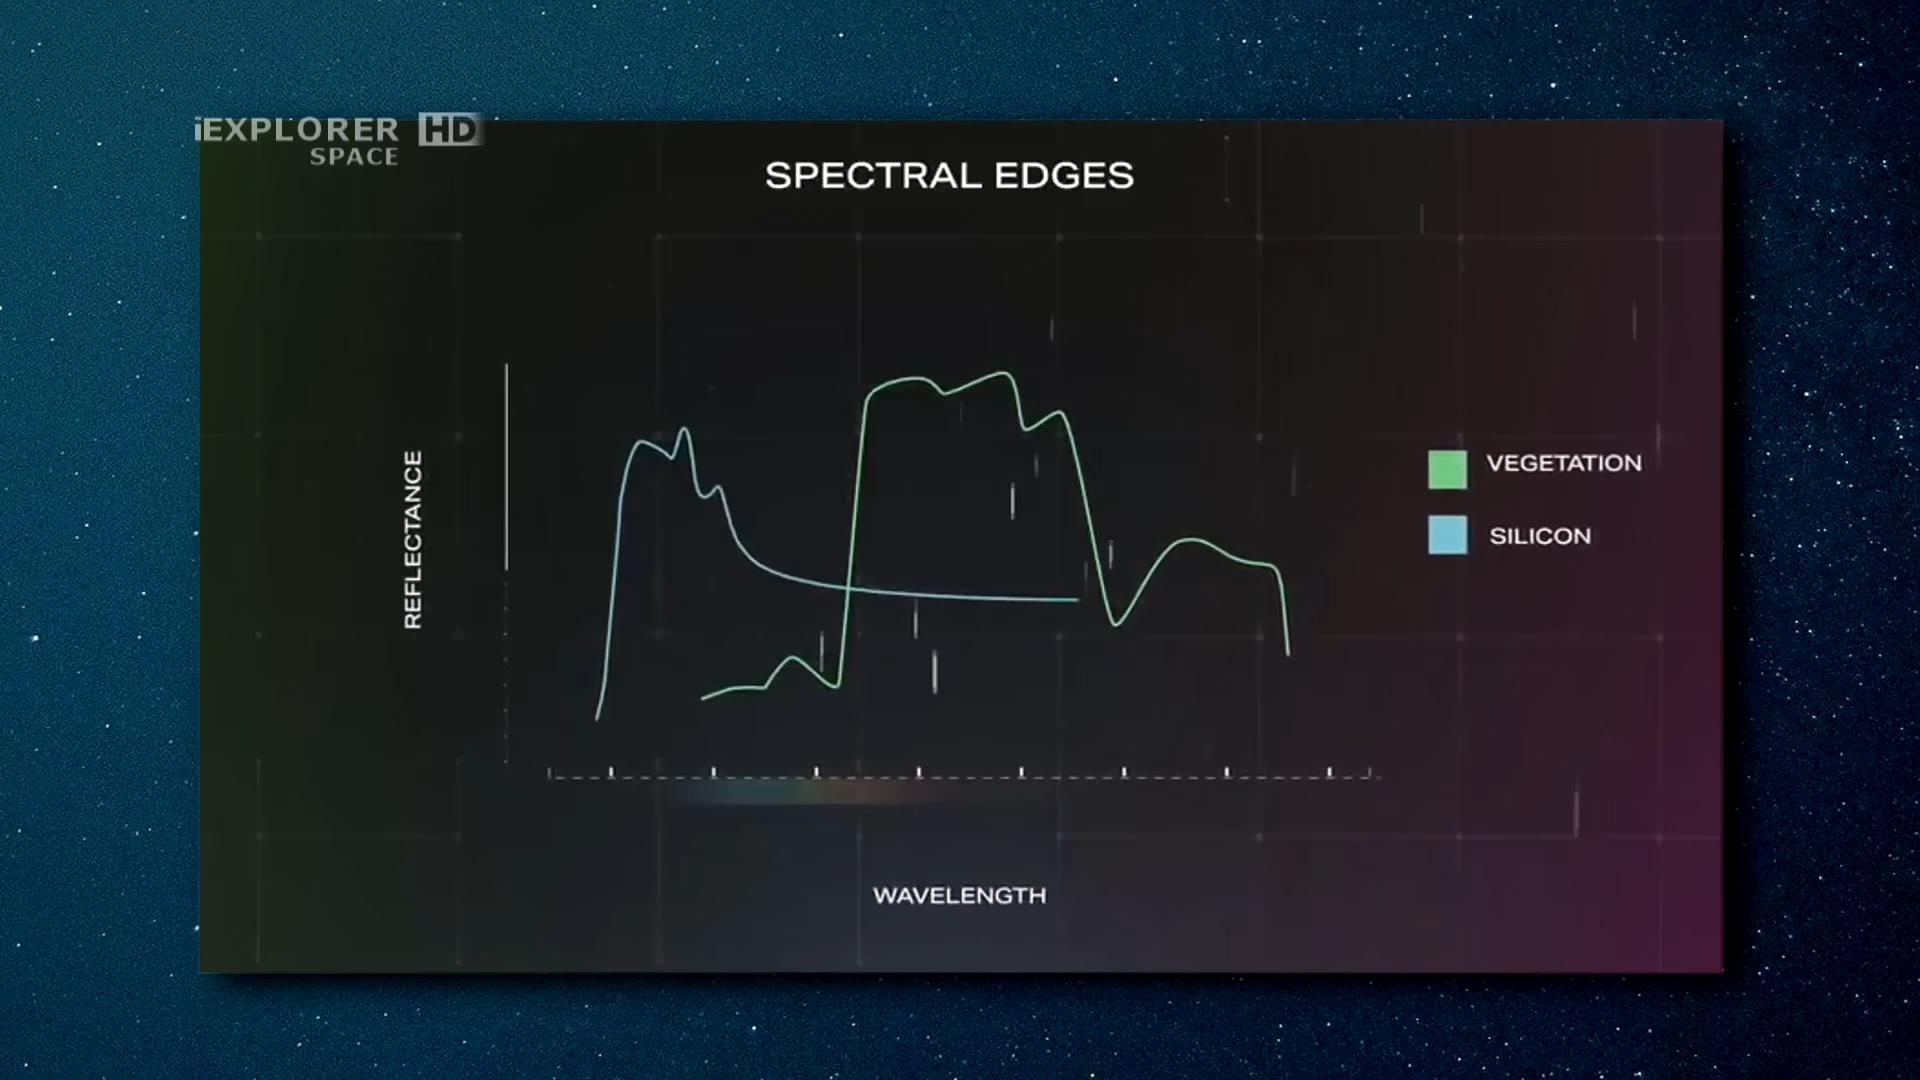 iEXPLORER HD
SPACE
SPECTRAL EDGES
REFLECTANCE
VEGETATION
SILICON
WAVELENGTH